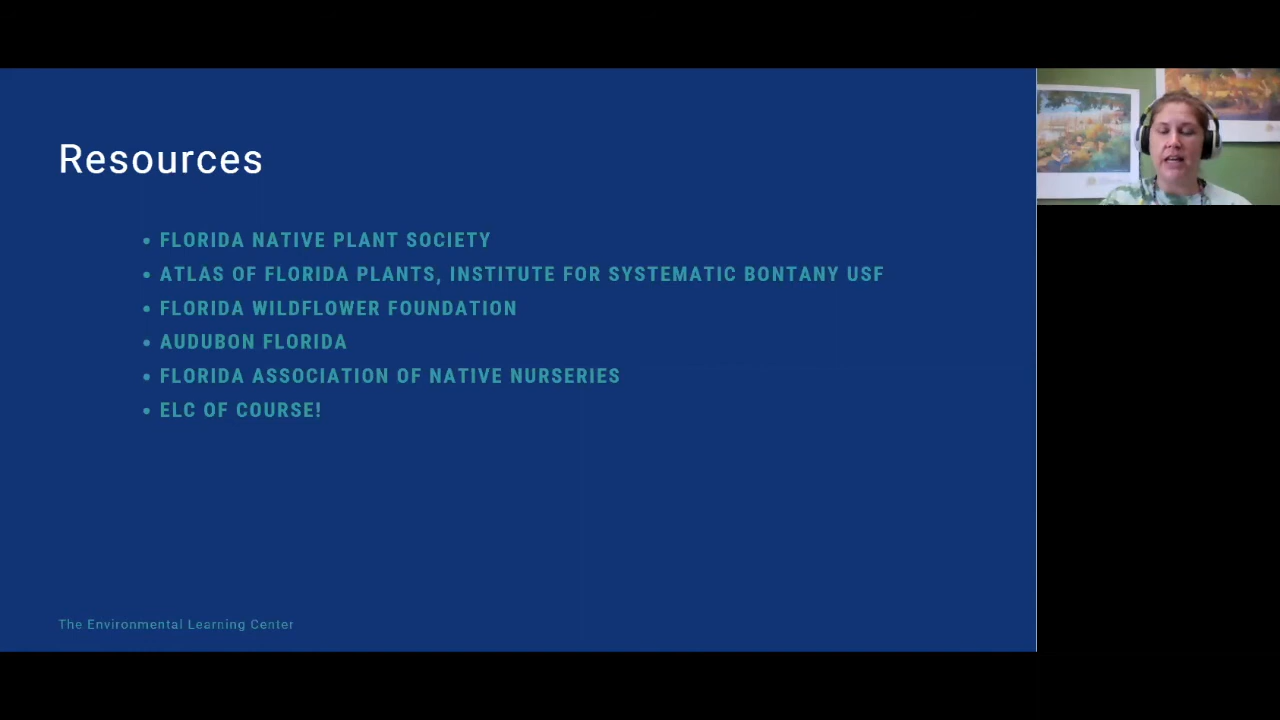 Resources
• FLORIDA NATIVE PLANT SOCIETY
• ATLAS OF FLORIDA PLANTS, INSTITUTE FOR SYSTEMATIC BONTANY USF
• FLORIDA WILDFLOWER FOUNDATION
• AUDUBON FLORIDA
• FLORIDA ASSOCIATION OF NATIVE NURSERIES
• ELC OF COURSE!
The Environmental Learning Center